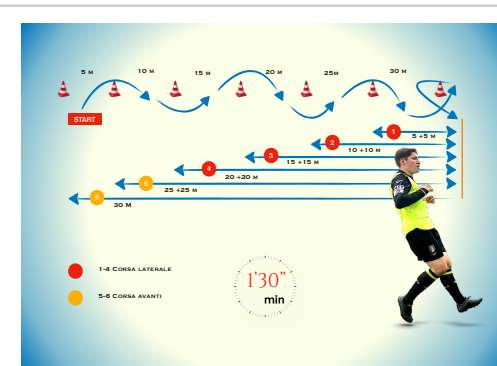 5 м 10 м 15 м 20 м 25м 30 м
START
1
5 +5 м
2
10 +10 м
3
15 +15 м
4
20 +20 м
5
25 +25 м
6
30 м
1-4 Corsa laterale
5-6 Corsa avanti
1’30”
min